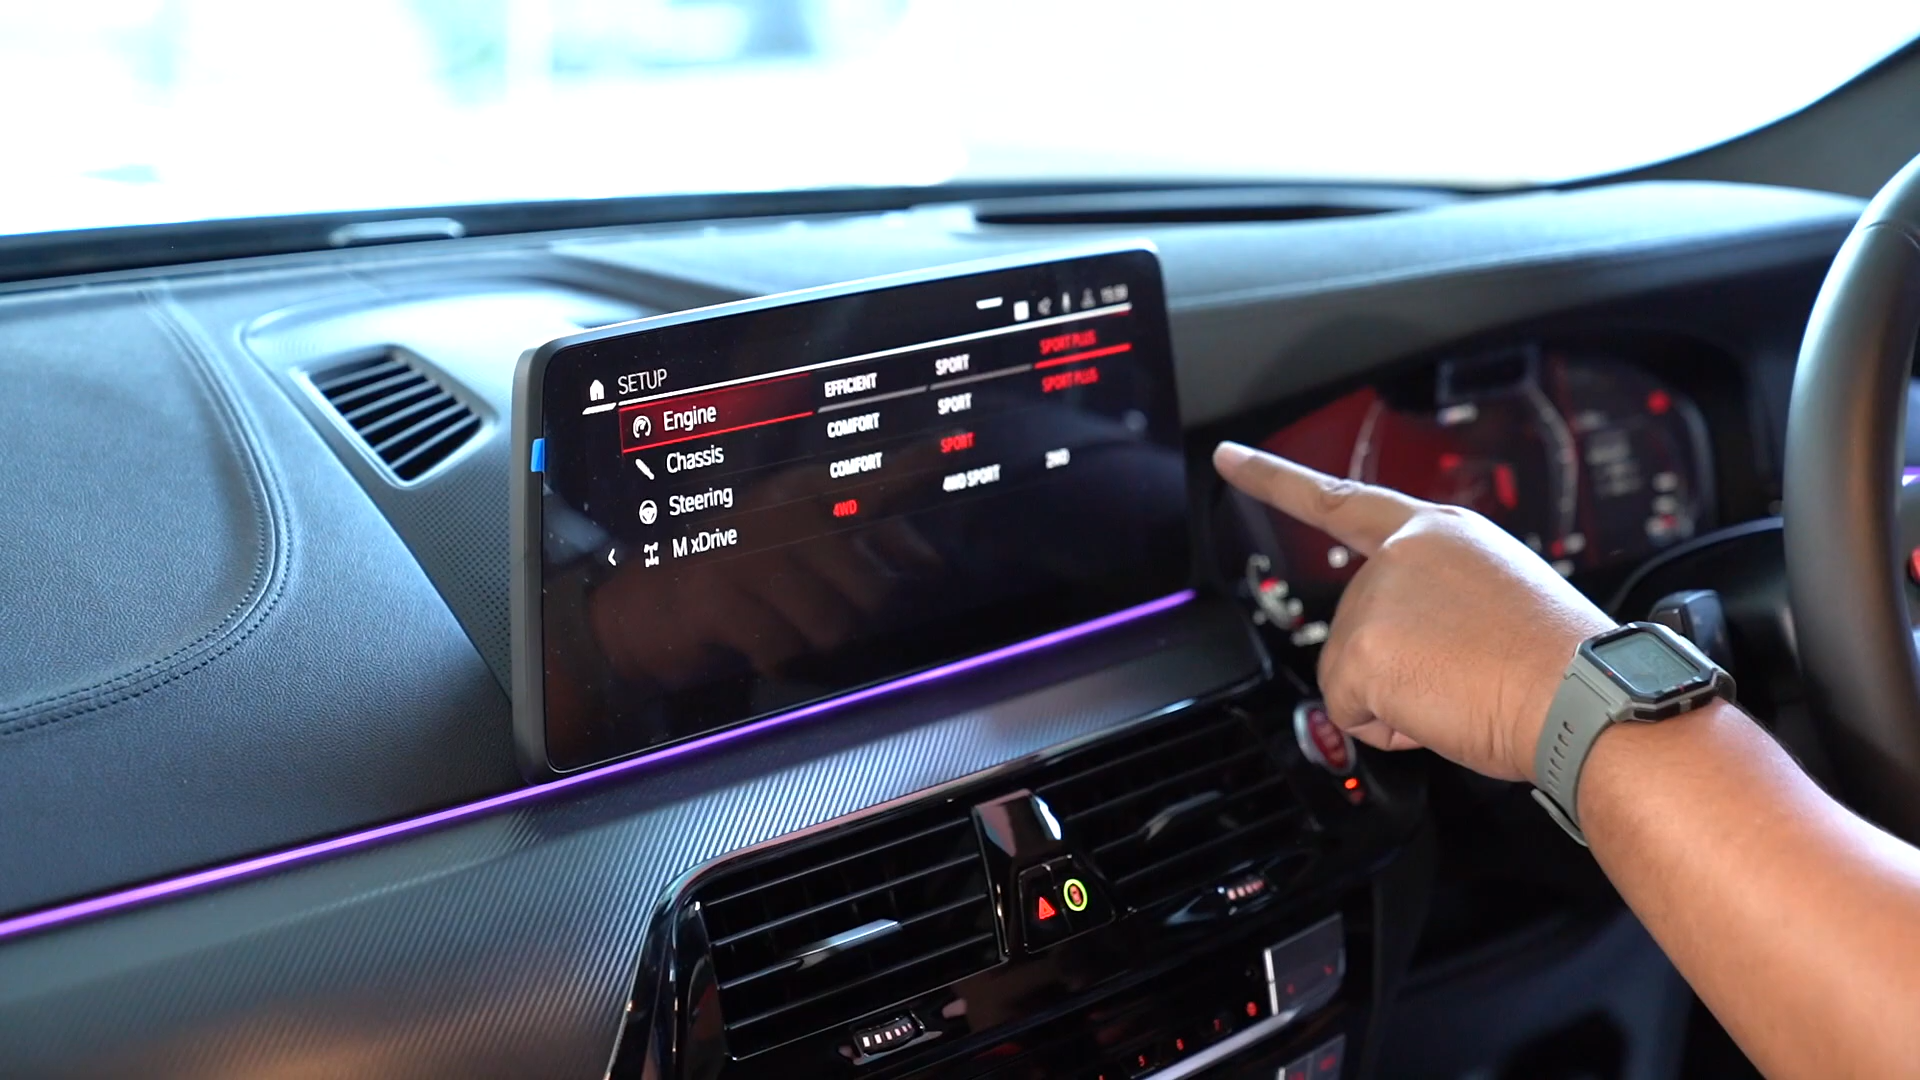 SETUP
Engine EFFICIENT SPORT SPORT PLUS
Chassis COMFORT SPORT SPORT PLUS
Steering COMFORT SPORT
M xDrive 4WD 4WD SPORT 2WD